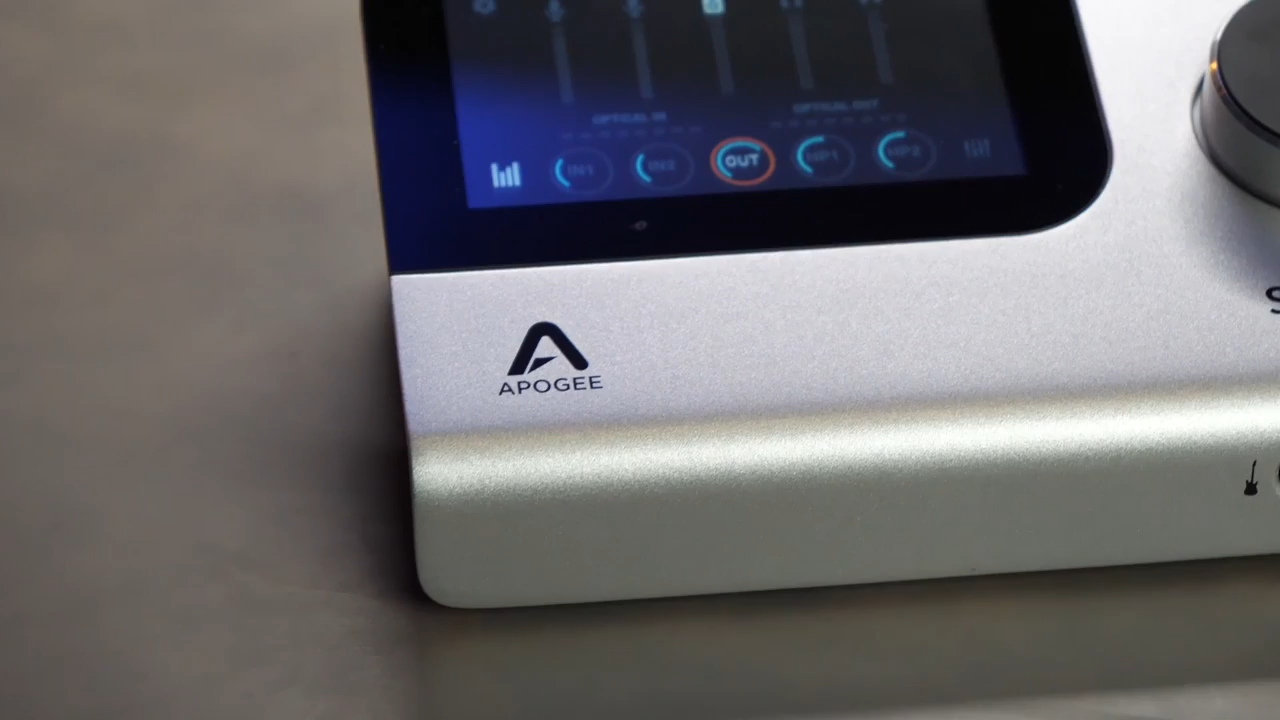 OPTICAL IN
OPTICAL OUT
IN1
IN2
OUT
HP1
HP2
APOGEE
S